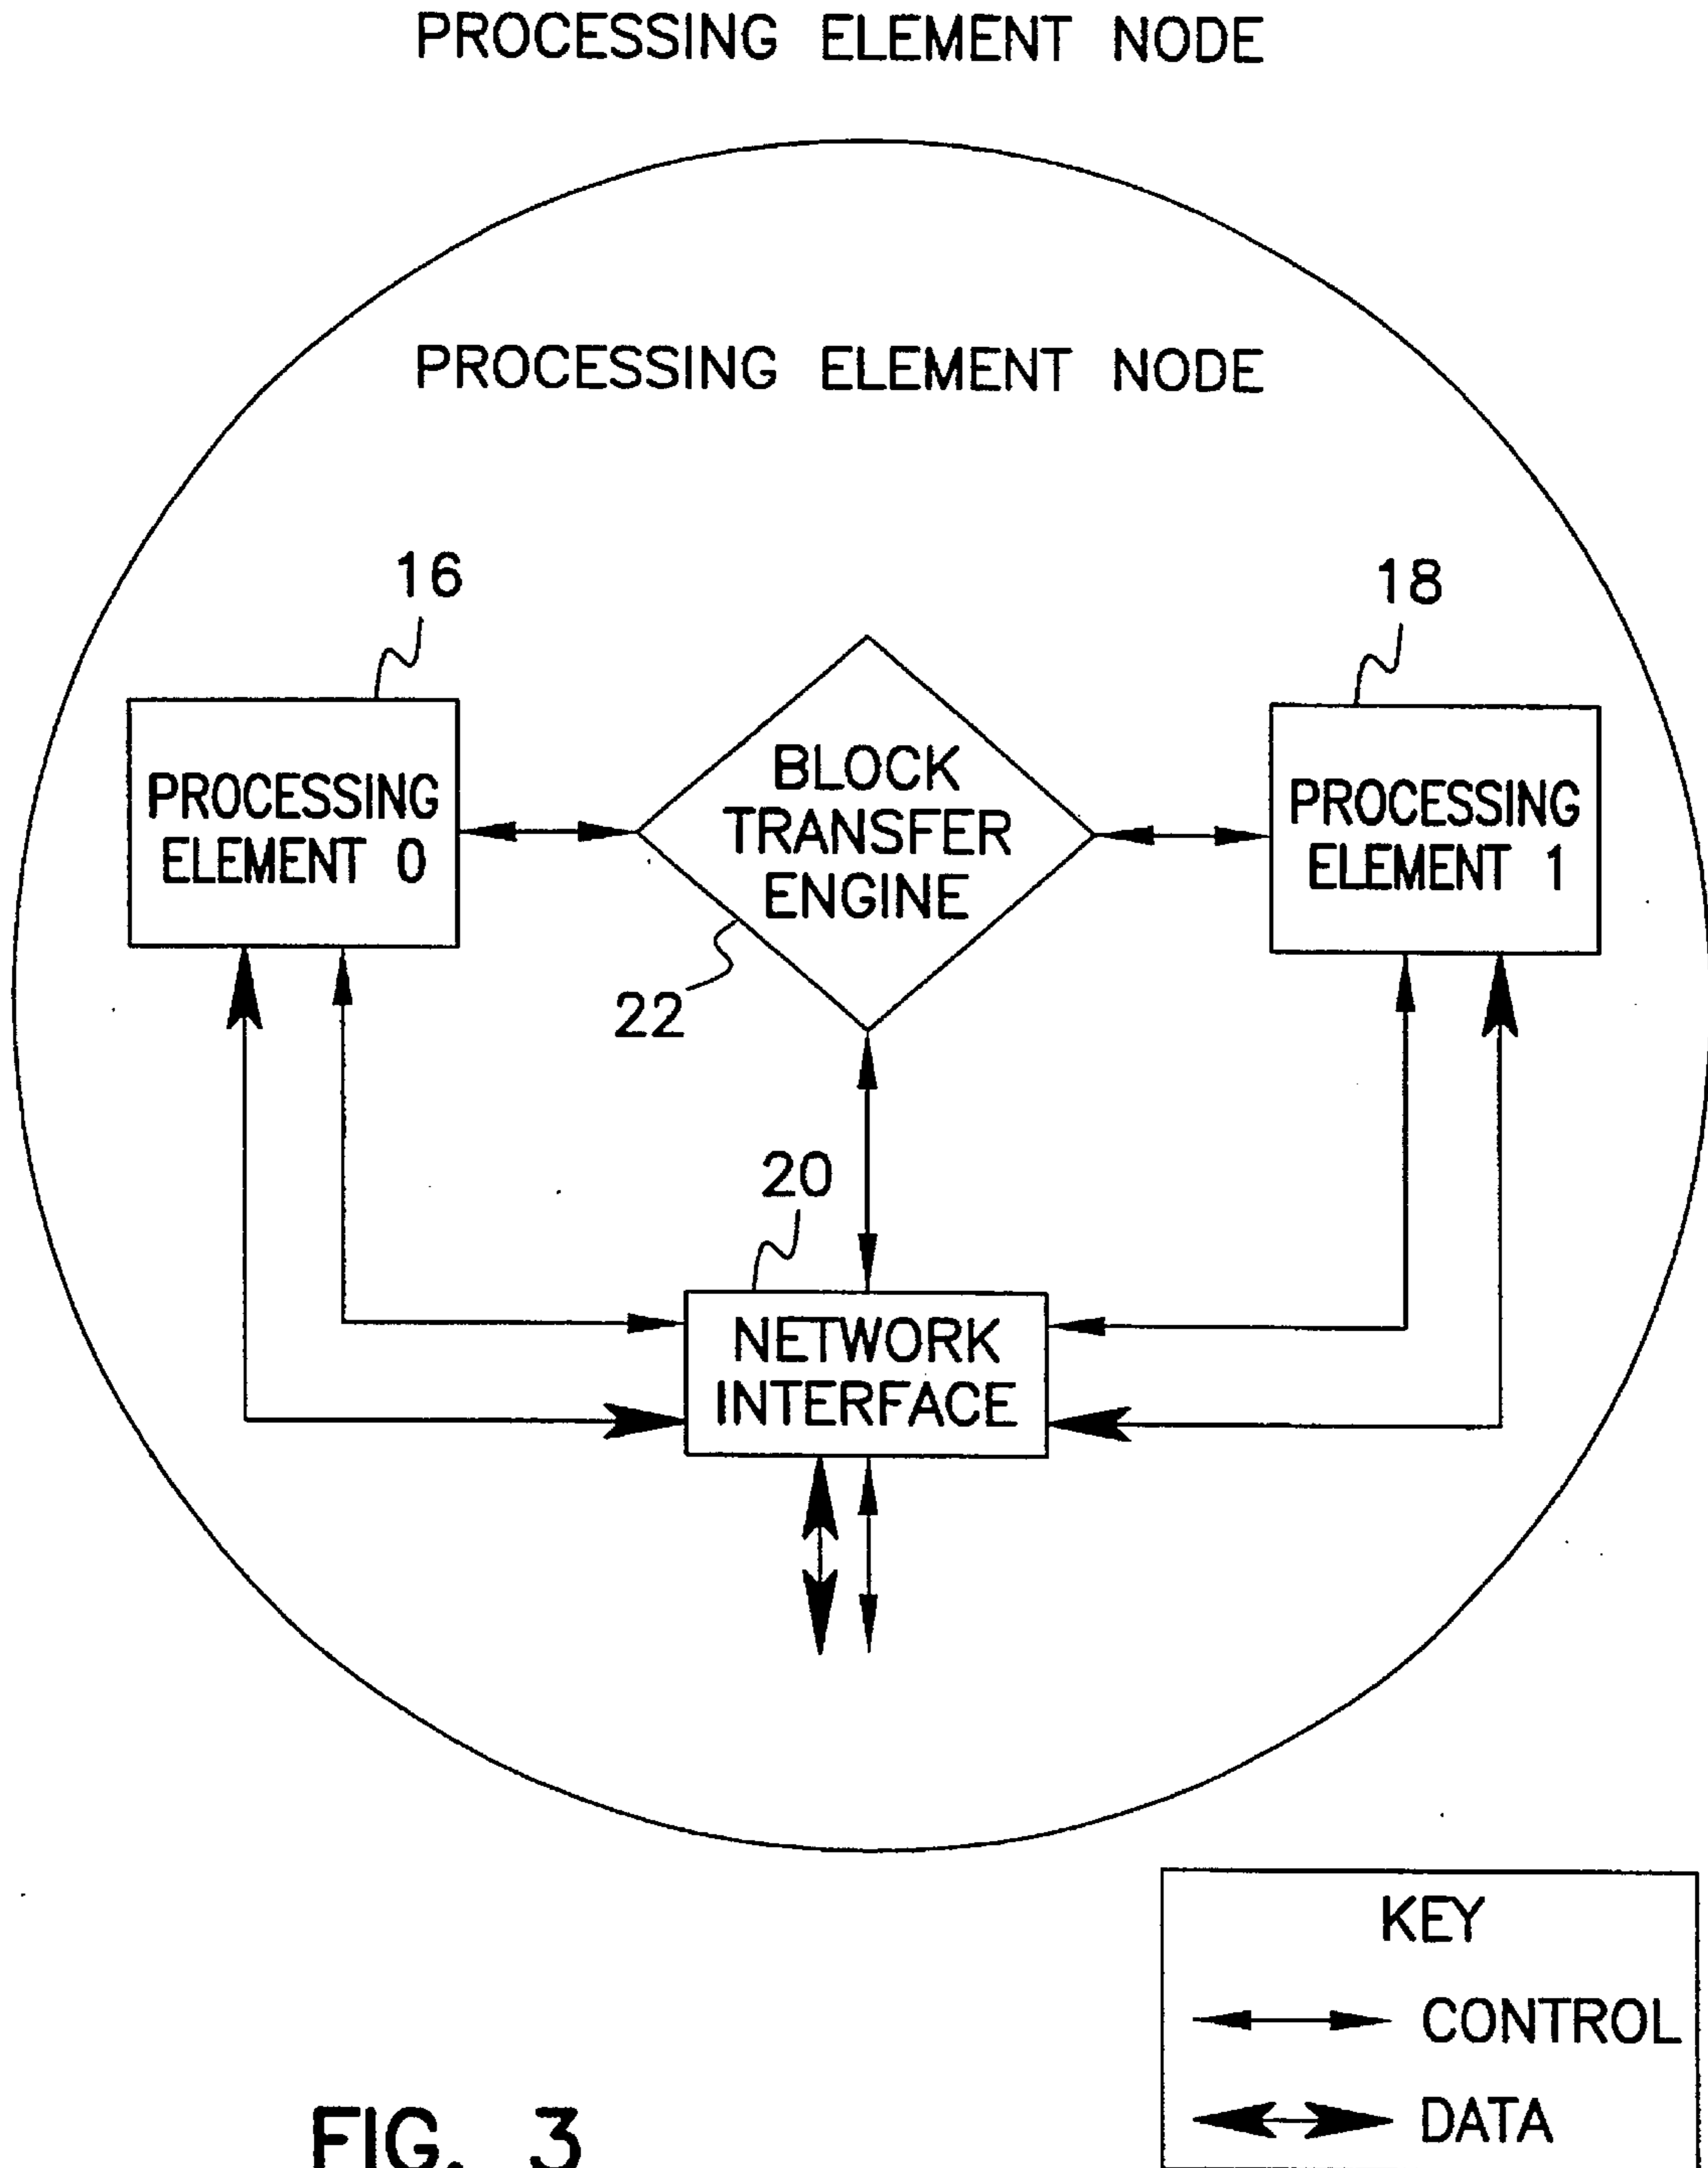 PROCESSING ELEMENT NODE
PROCESSING ELEMENT NODE
16
18
BLOCK
TRANSFER
ENGINE
PROCESSING
ELEMENT 0
PROCESSING
ELEMENT 1
22
20
NETWORK
INTERFACE
KEY
CONTROL
DATA
FIG. 3